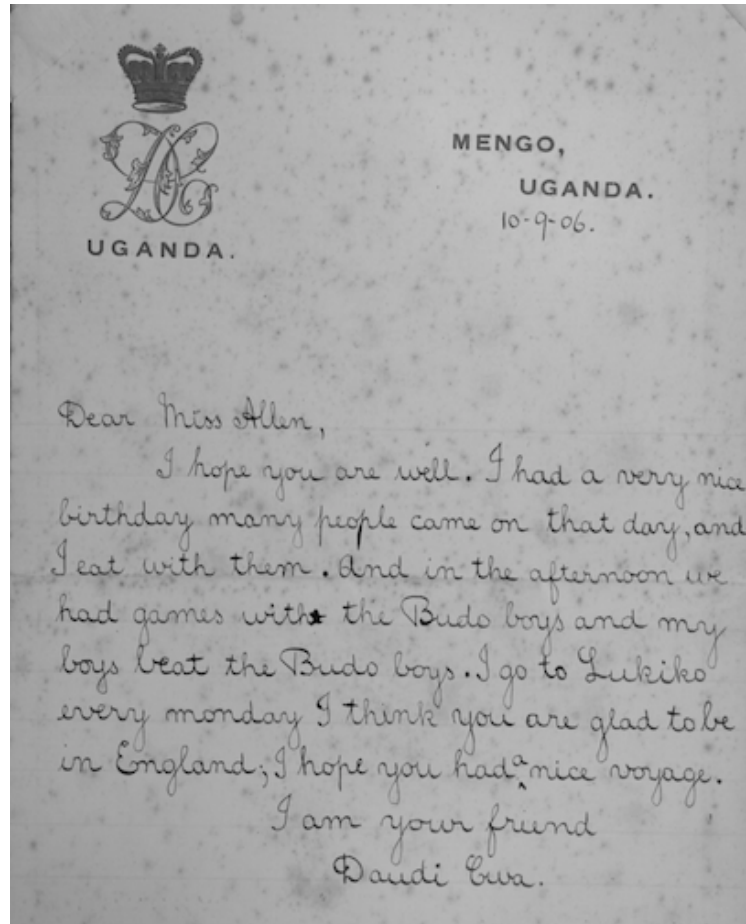 MENGO,
UGANDA.
10-9-06.
UGANDA.
Dear Miss Allen,
I hope you are well. I had a very nice
birthday many people came on that day, and
I eat with them. And in the afternoon we
had games with the Budo boys and my
boys beat the Budo boys. I go to Lukiko
every monday I think you are glad to be
in England; I hope you had a nice voyage.
I am your friend
Daudi Cwa.